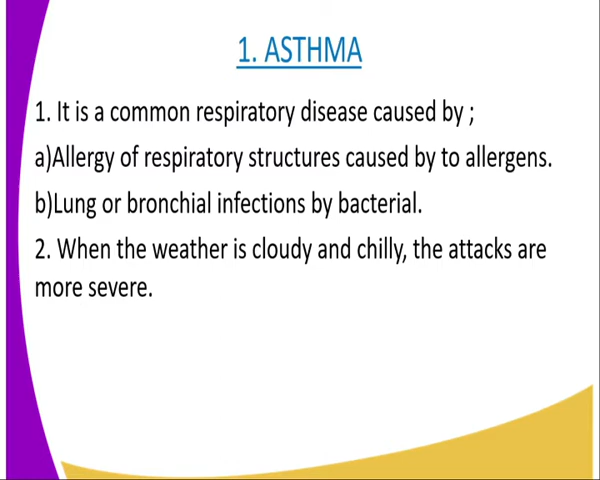 1. ASTHMA
1. It is a common respiratory disease caused by ;
a)Allergy of respiratory structures caused by to allergens.
b)Lung or bronchial infections by bacterial.
2. When the weather is cloudy and chilly, the attacks are
more severe.